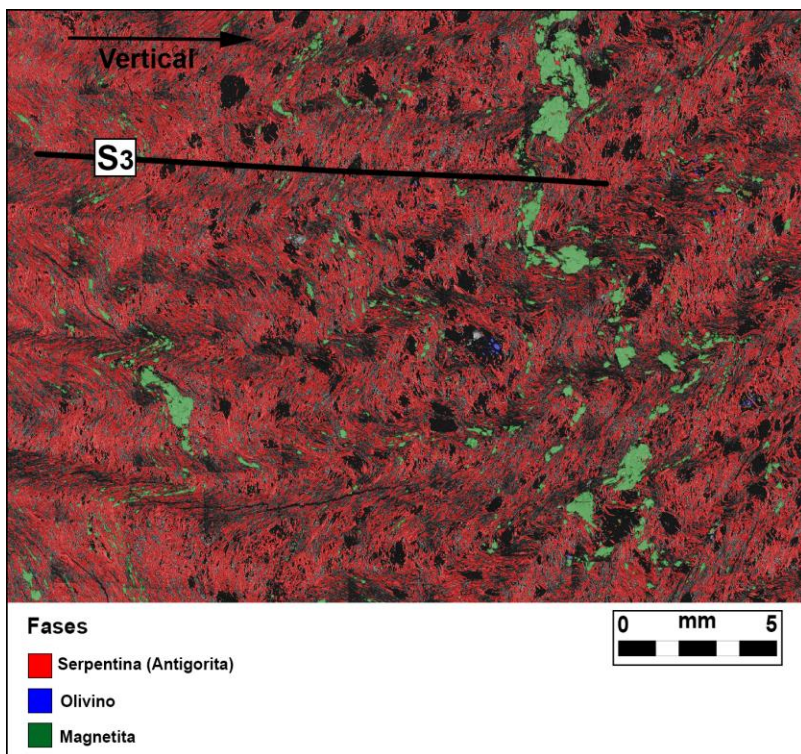 Vertical
S3
Fases
Serpentina (Antigorita)
Olivino
Magnetita
0 mm 5